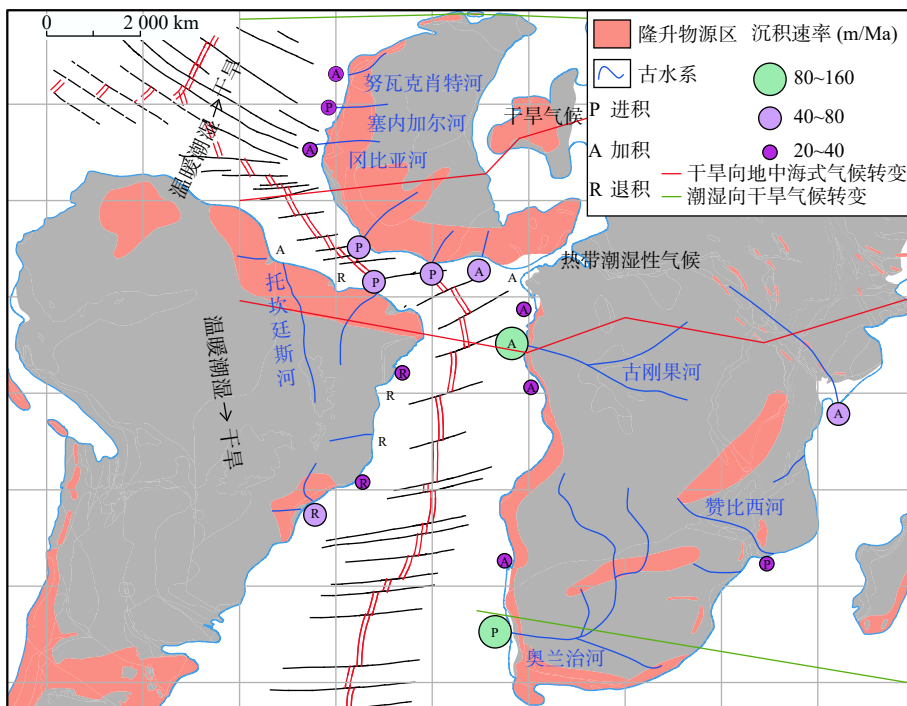 0
2 000 km
隆升物源区
沉积速率 (m/Ma)
古水系
80~160
P 进积
40~80
A 加积
20~40
R 退积
干旱向地中海式气候转变
潮湿向干旱气候转变
温暖潮湿→干旱
A
努瓦克肖特河
P
塞内加尔河
A
冈比亚河
干旱气候
P
A
R
P
P
A
A
热带潮湿性气候
托坎廷斯河
A
A
古刚果河
温暖潮湿→干旱
R
A
R
A
R
R
R
赞比西河
A
P
P
奥兰治河